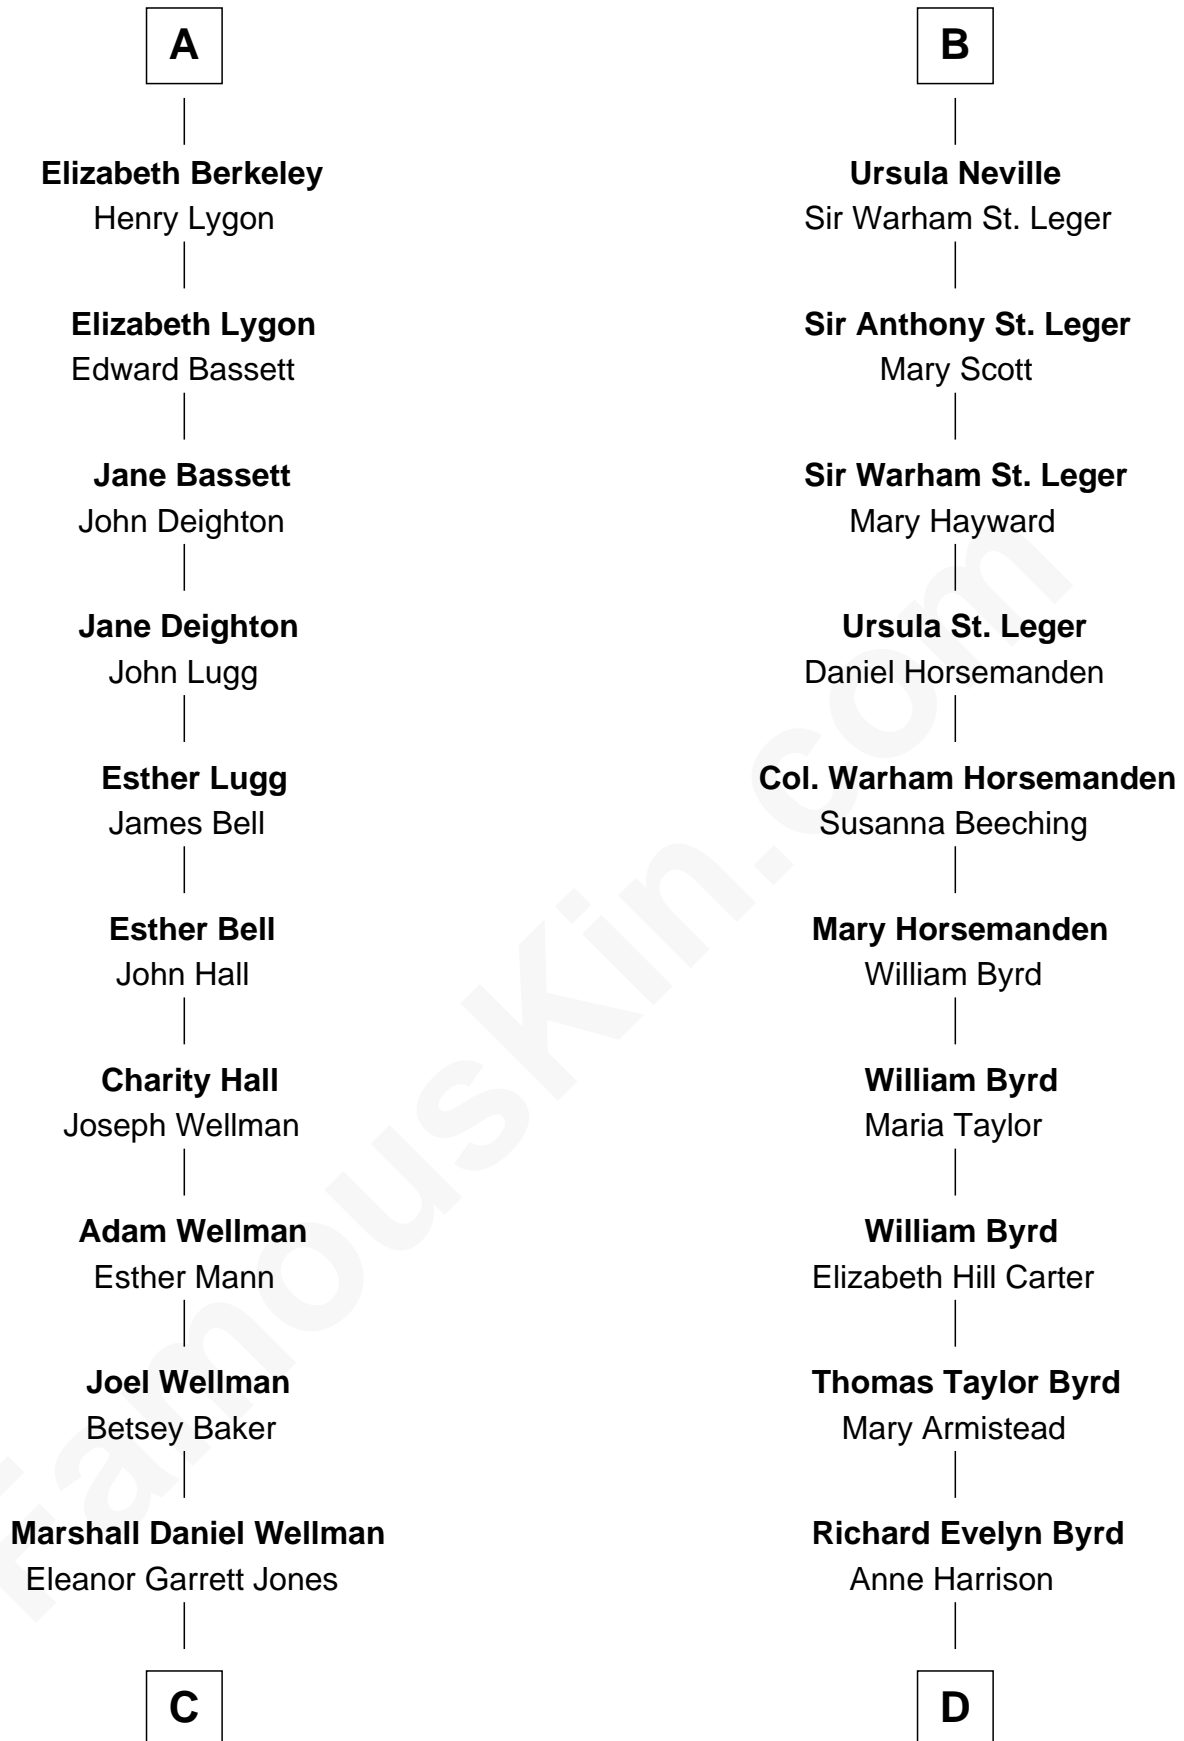 A
Elizabeth Berkeley
Henry Lygon
Elizabeth Lygon
Edward Bassett
Jane Bassett
John Deighton
Jane Deighton
John Lugg
Esther Lugg
James Bell
Esther Bell
John Hall
Charity Hall
Joseph Wellman
Adam Wellman
Esther Mann
Joel Wellman
Betsey Baker
Marshall Daniel Wellman
Eleanor Garrett Jones
C
B
Ursula Neville
Sir Warham St. Leger
Sir Anthony St. Leger
Mary Scott
Sir Warham St. Leger
Mary Hayward
Ursula St. Leger
Daniel Horsemanden
Col. Warham Horsemanden
Susanna Beeching
Mary Horsemanden
William Byrd
William Byrd
Maria Taylor
William Byrd
Elizabeth Hill Carter
Thomas Taylor Byrd
Mary Armistead
Richard Evelyn Byrd
Anne Harrison
D
FamousKin.com